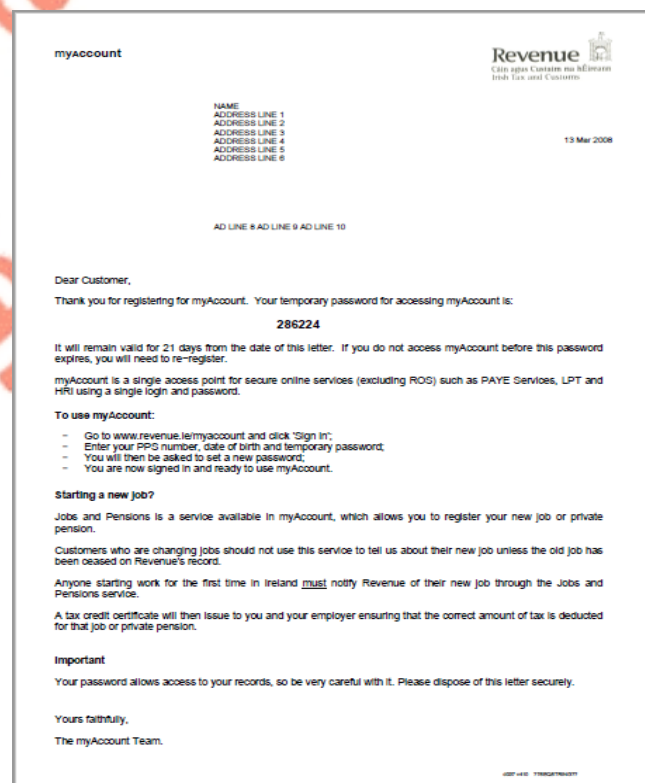 myAccount
Revenue
Cáin agus Custaim na hÉireann
Irish Tax and Customs
NAME
ADDRESS LINE 1
ADDRESS LINE 2
ADDRESS LINE 3
ADDRESS LINE 4
ADDRESS LINE 5
ADDRESS LINE 6
13 Mar 2008
AD LINE 8 AD LINE 9 AD LINE 10
Dear Customer,
Thank you for registering for myAccount. Your temporary password for accessing myAccount is:
286224
It will remain valid for 21 days from the date of this letter. If you do not access myAccount before this password
expires, you will need to re-register.
myAccount is a single access point for secure online services (excluding ROS) such as PAYE Services, LPT and
HRI using a single login and password.
To use myAccount:
- Go to www.revenue.ie/myaccount and click 'Sign In';
- Enter your PPS number, date of birth and temporary password;
- You will then be asked to set a new password;
- You are now signed in and ready to use myAccount.
Starting a new job?
Jobs and Pensions is a service available in myAccount, which allows you to register your new job or private
pension.
Customers who are changing jobs should not use this service to tell us about their new job unless the old job has
been ceased on Revenue's record.
Anyone starting work for the first time in Ireland must notify Revenue of their new job through the Jobs and
Pensions service.
A tax credit certificate will then issue to you and your employer ensuring that the correct amount of tax is deducted
for that job or private pension.
Important
Your password allows access to your records, so be very careful with it. Please dispose of this letter securely.
Yours faithfully,
The myAccount Team.